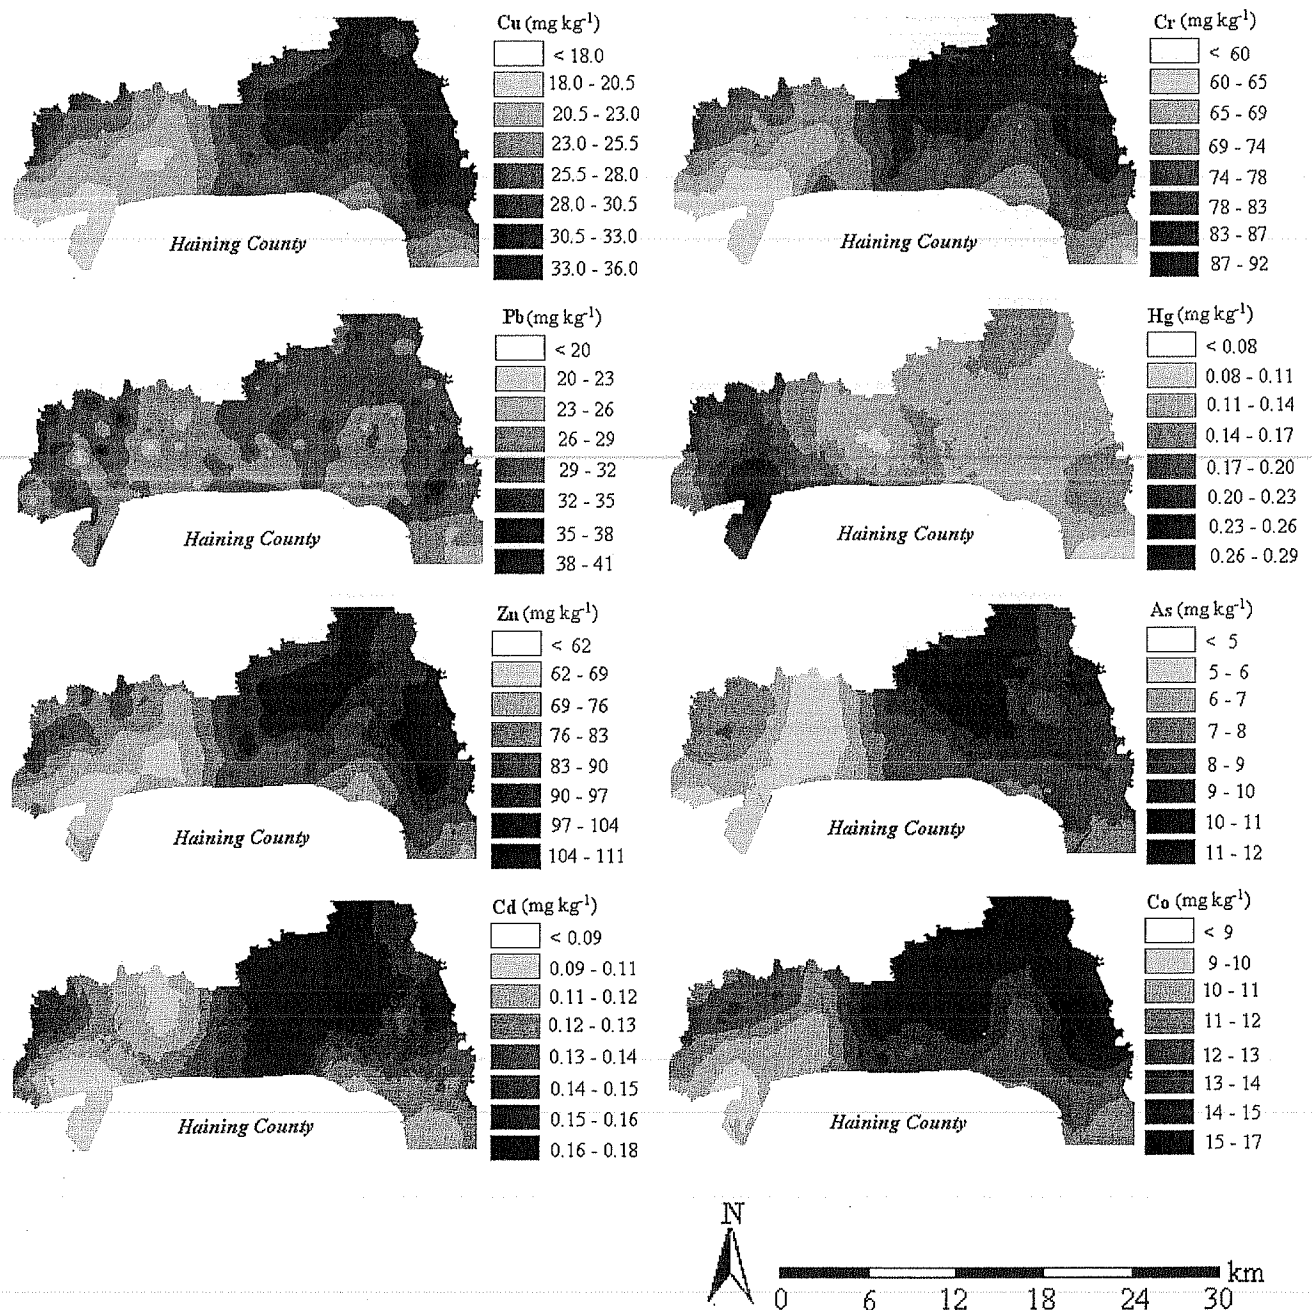 Cu (mg kg-1)
< 18.0
18.0 - 20.5
20.5 - 23.0
23.0 - 25.5
25.5 - 28.0
28.0 - 30.5
30.5 - 33.0
33.0 - 36.0
Haining County
Cr (mg kg-1)
< 60
60 - 65
65 - 69
69 - 74
74 - 78
78 - 83
83 - 87
87 - 92
Haining County
Pb (mg kg-1)
< 20
20 - 23
23 - 26
26 - 29
29 - 32
32 - 35
35 - 38
38 - 41
Haining County
Hg (mg kg-1)
< 0.08
0.08 - 0.11
0.11 - 0.14
0.14 - 0.17
0.17 - 0.20
0.20 - 0.23
0.23 - 0.26
0.26 - 0.29
Haining County
Zn (mg kg-1)
< 62
62 - 69
69 - 76
76 - 83
83 - 90
90 - 97
97 - 104
104 - 111
Haining County
As (mg kg-1)
< 5
5 - 6
6 - 7
7 - 8
8 - 9
9 - 10
10 - 11
11 - 12
Haining County
Cd (mg kg-1)
< 0.09
0.09 - 0.11
0.11 - 0.12
0.12 - 0.13
0.13 - 0.14
0.14 - 0.15
0.15 - 0.16
0.16 - 0.18
Haining County
Co (mg kg-1)
< 9
9 -10
10 - 11
11 - 12
12 - 13
13 - 14
14 - 15
15 - 17
Haining County
N
km
0 6 12 18 24 30